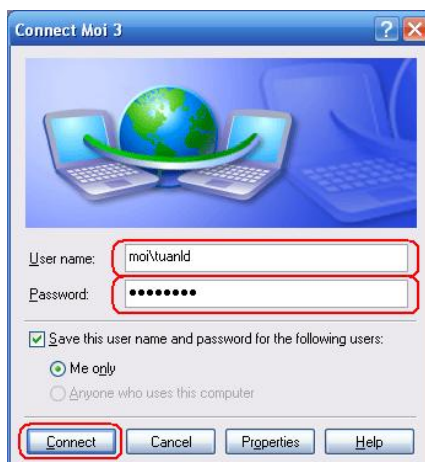 Connect Moi 3
User name:
moi\tuanld
Password:
●●●●●●●●
Save this user name and password for the following users:
Me only
Anyone who uses this computer
Connect
Cancel
Properties
Help